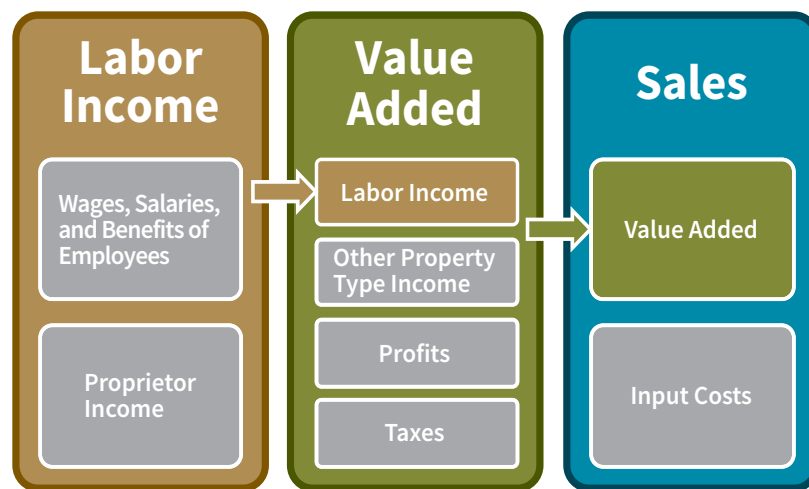 Labor
Income
Wages, Salaries,
and Benefits of
Employees
Proprietor
Income
Value
Added
Labor Income
Other Property
Type Income
Profits
Taxes
Sales
Value Added
Input Costs